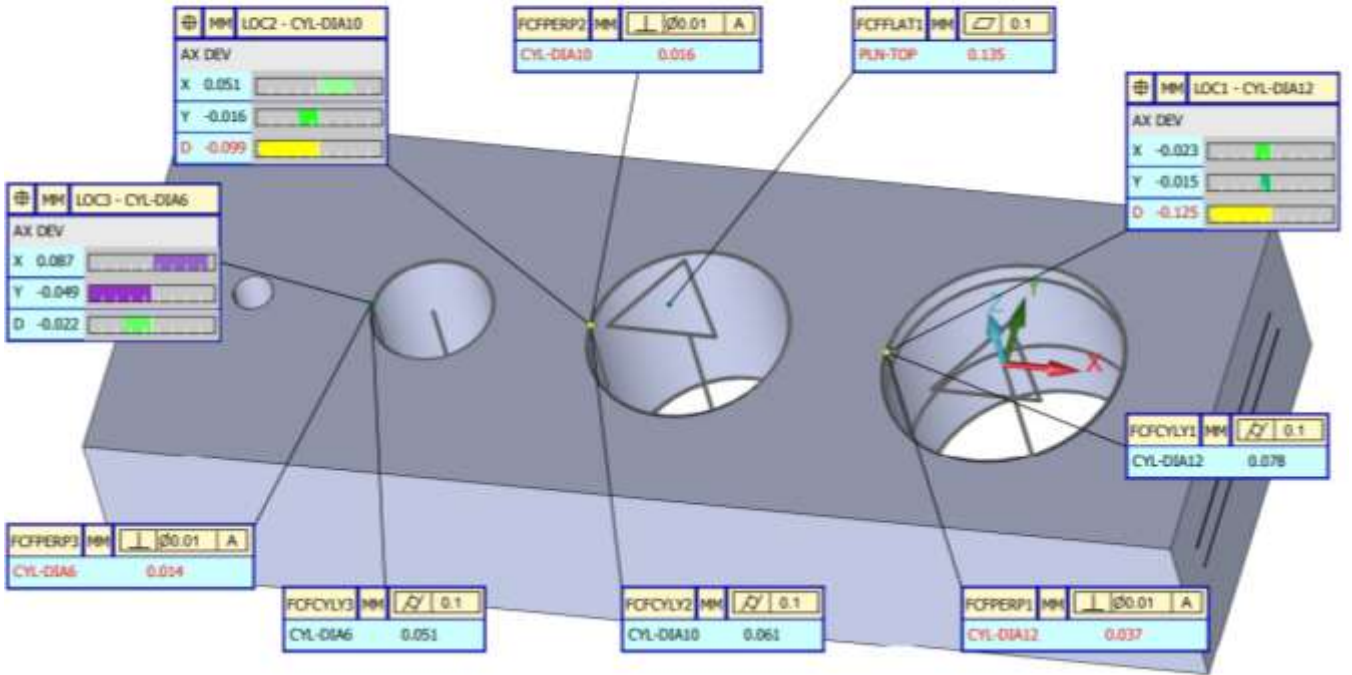 ⌖ MM LOC2 - CYL-DIA10
AX DEV
X 0.051
Y -0.016
D -0.099
FCFPERP2 MM ⊥ Ø0.01 A
CYL-DIA10 0.016
FCFFLAT1 MM ⏥ 0.1
PLN-TOP 0.135
⌖ MM LOC1 - CYL-DIA12
AX DEV
X -0.023
Y -0.015
D -0.125
⌖ MM LOC3 - CYL-DIA6
AX DEV
X 0.087
Y -0.049
D -0.022
Z
Y
X
FCFCYLY1 MM ⌭ 0.1
CYL-DIA12 0.078
FCFPERP3 MM ⊥ Ø0.01 A
CYL-DIA6 0.014
FCFCYLY3 MM ⌭ 0.1
CYL-DIA6 0.051
FCFCYLY2 MM ⌭ 0.1
CYL-DIA10 0.061
FCFPERP1 MM ⊥ Ø0.01 A
CYL-DIA12 0.037